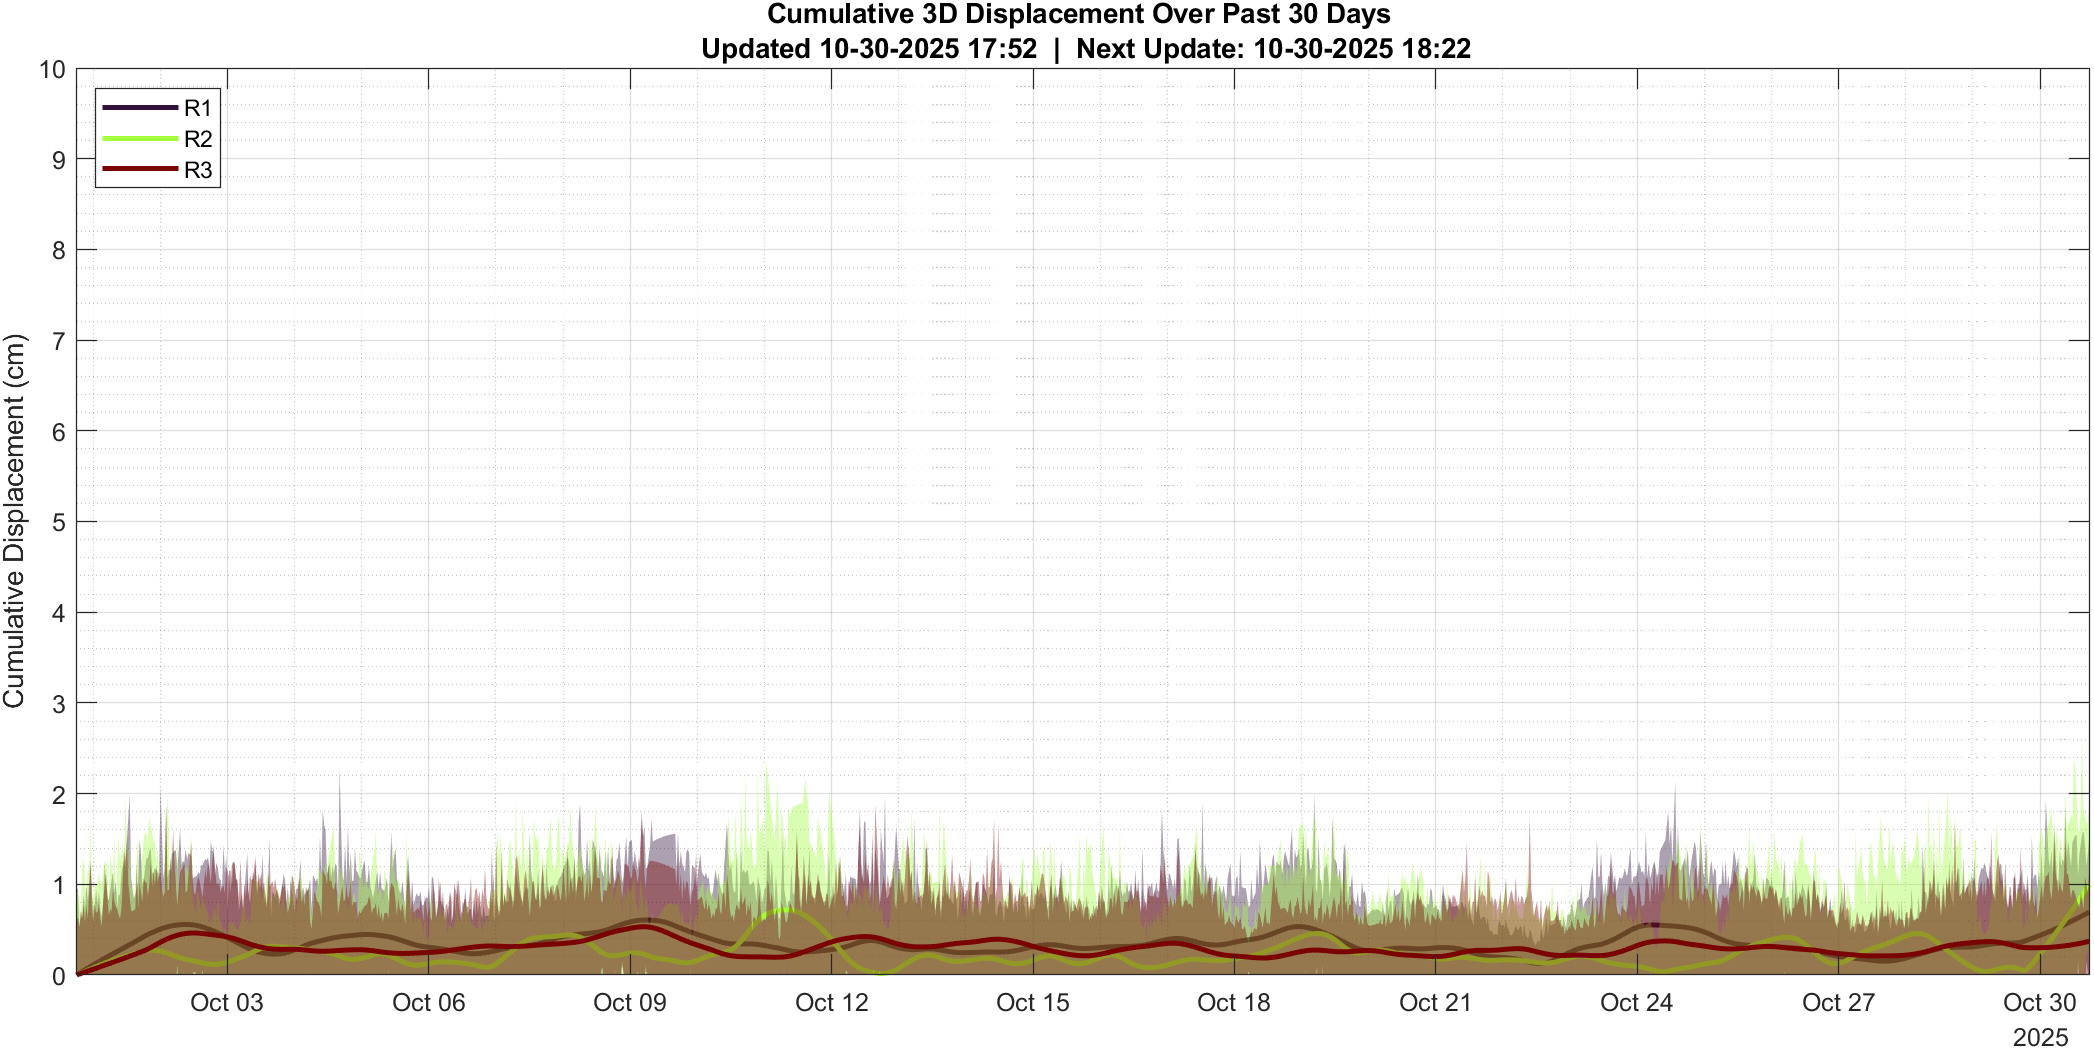 Cumulative 3D Displacement Over Past 30 Days
Updated 10-30-2025 17:52 | Next Update: 10-30-2025 18:22
Cumulative Displacement (cm)
10
9
8
7
6
5
4
3
2
1
0
R1
R2
R3
Oct 03
Oct 06
Oct 09
Oct 12
Oct 15
Oct 18
Oct 21
Oct 24
Oct 27
Oct 30
2025